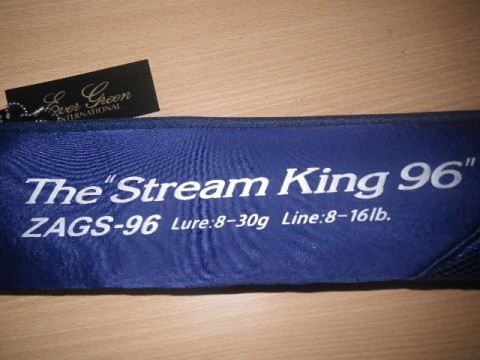 Ever Green
INTERNATIONAL
The "Stream King 96"
ZAGS-96 Lure:8-30g Line:8-16lb.